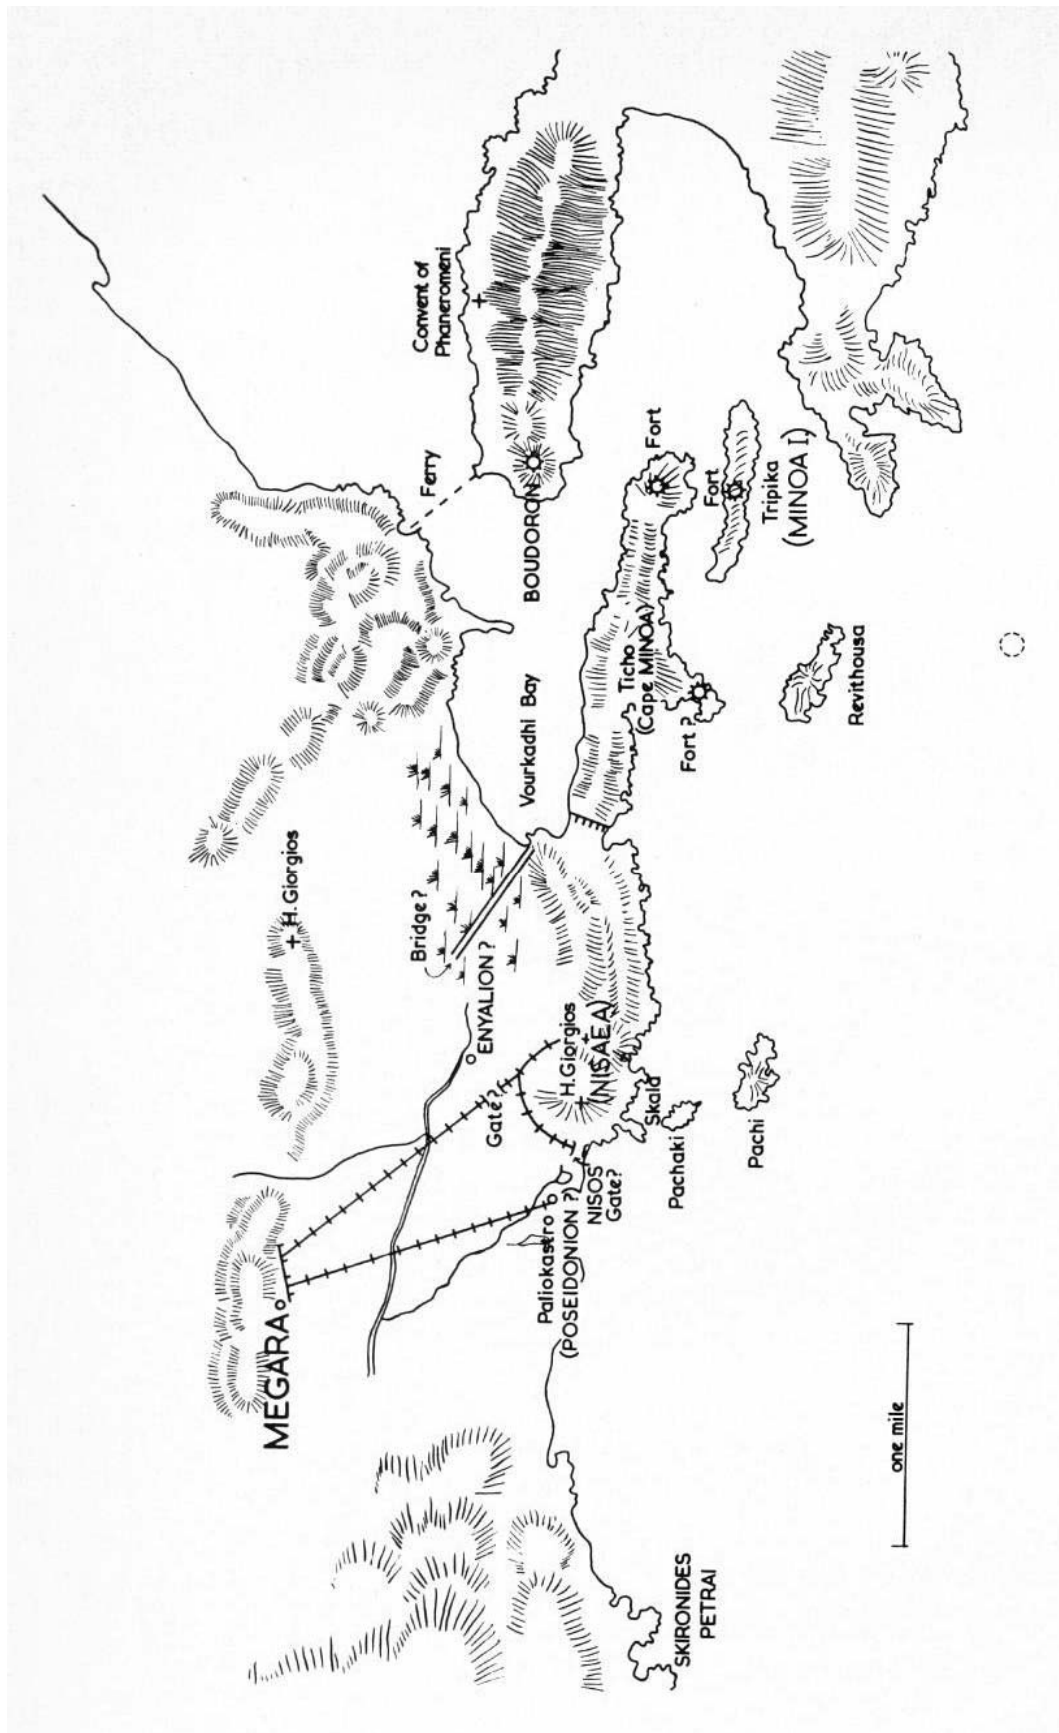 Convent of
Phaneromeni
Ferry
BOUDORON
Fort
Fort
Tripika
(MINOA I)
Ticho
(Cape MINOA)
Fort ?
Revithousa
Vourkadhi Bay
H. Giorgios
Bridge ?
ENYALION ?
Gate?
H.Giorgios
(NISAEA)
Skala
Pachaki
Pachi
NISOS
Gate?
Paliokastro
(POSEIDONION ?)
MEGARA
one mile
SKIRONIDES
PETRAI